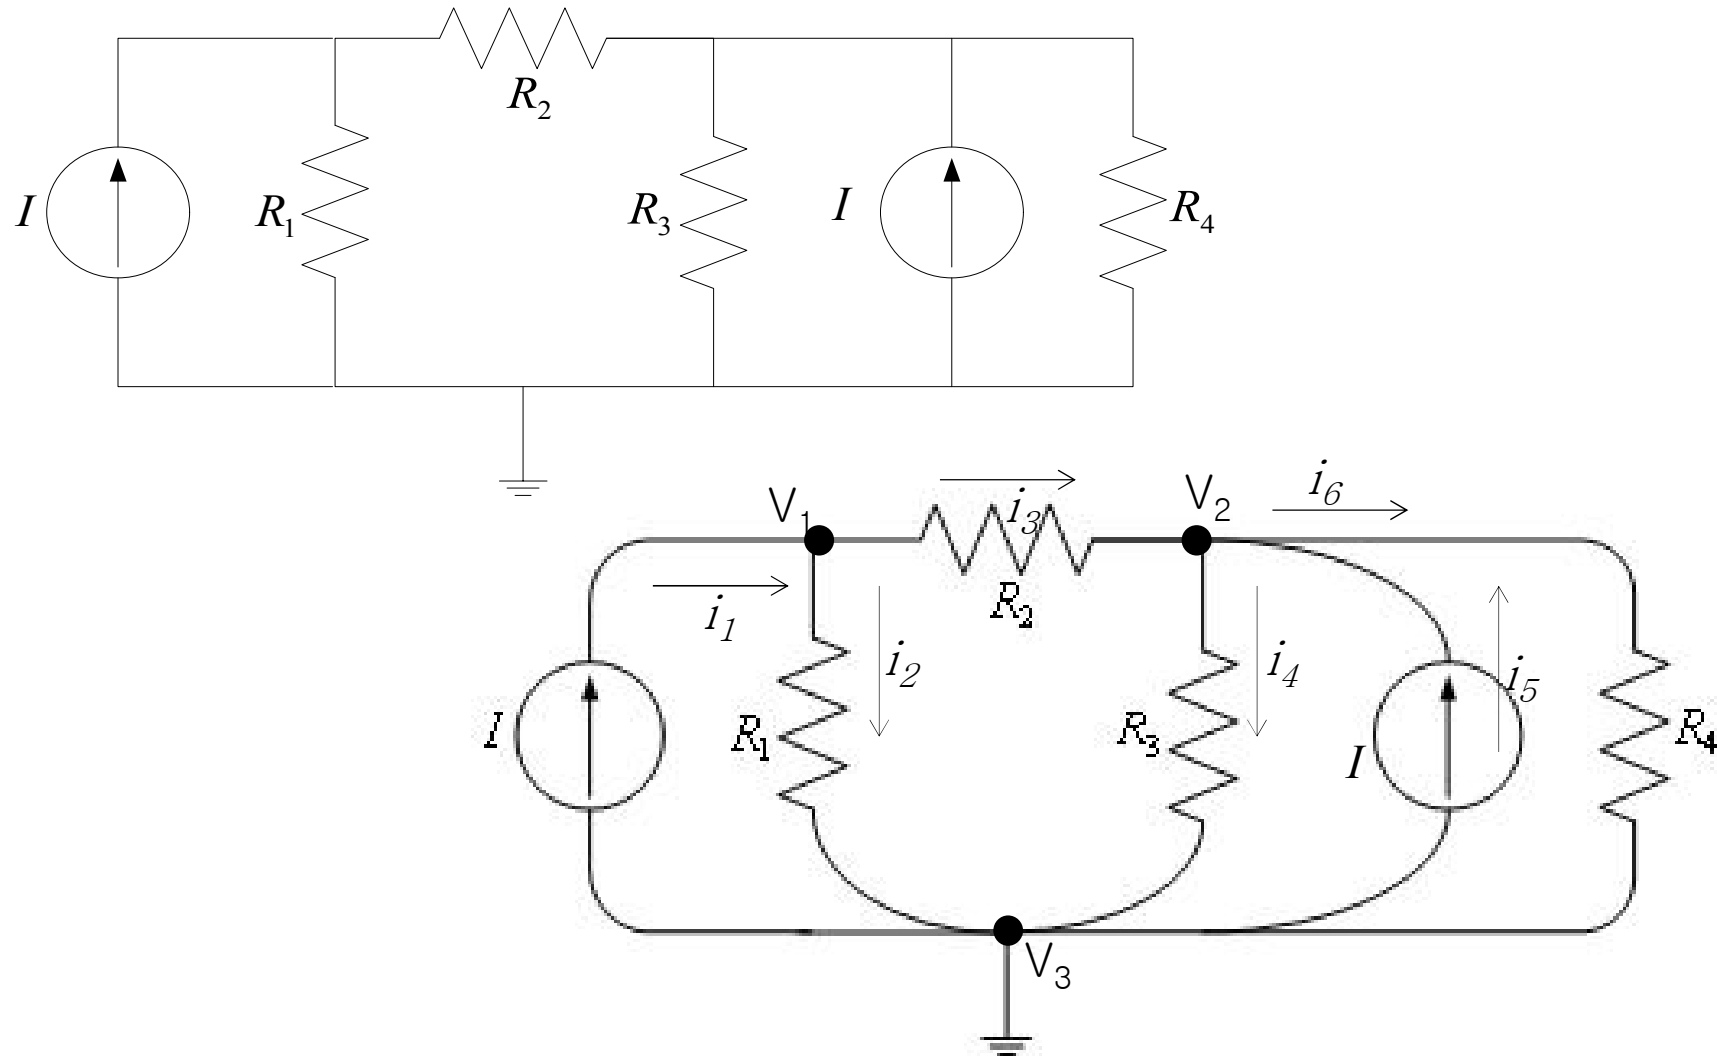 R₂
I
R₁
R₃
I
R₄
V₁
i₃
V₂
i₆
R₂
i₁
i₂
i₄
i₅
I
R₁
R₃
I
R₄
V₃